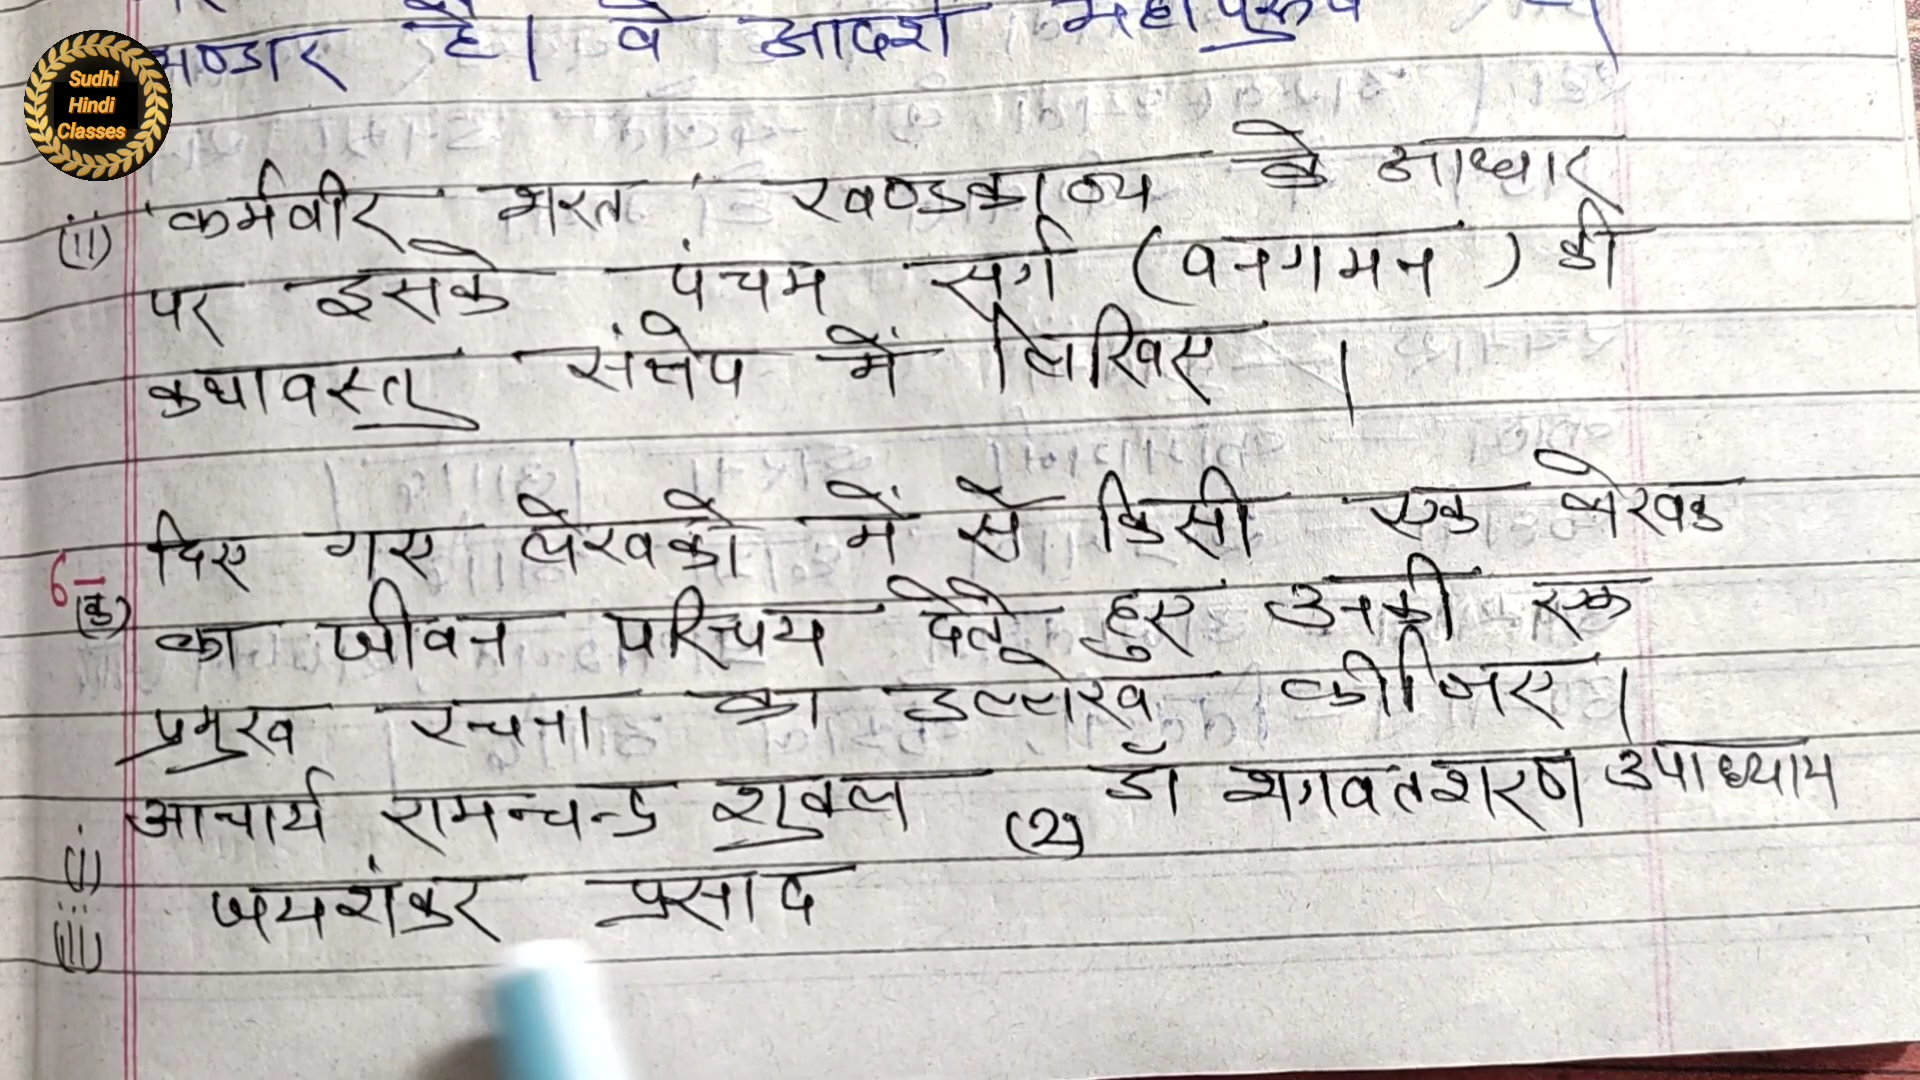 भण्डार है। वे आदर्श महापुरूष
Sudhi
Hindi
Classes
(ii) कर्मवीर भरत खण्डकाव्य के आधार
पर इसके पंचम सर्ग (वनगमन) की
कथावस्तु संक्षेप में लिखिए ।
6- (क) दिए गए लेखकों में से किसी एक लेखक
का जीवन परिचय देते हुए उनकी एक
प्रमुख रचना का उल्लेख कीजिए ।
(i) आचार्य रामचन्द्र शुक्ल (2) डॉ भगवतशरण उपाध्याय
(iii) जयशंकर प्रसाद